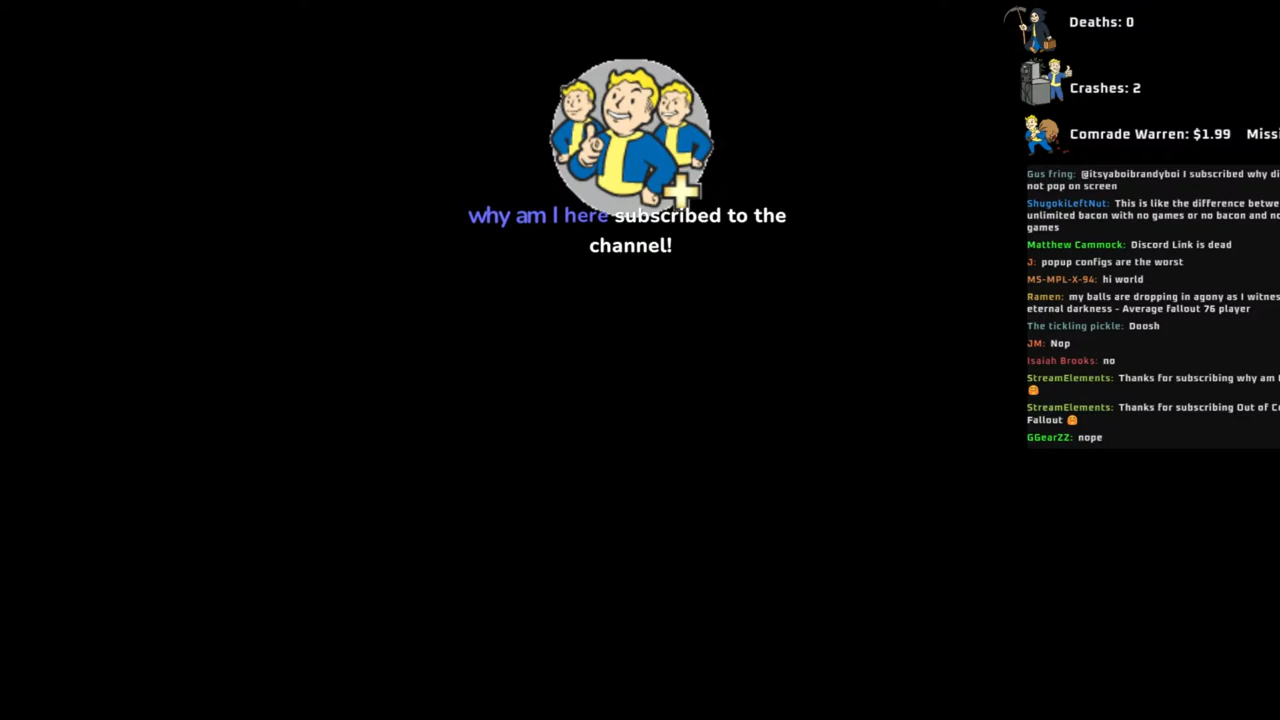 Deaths: 0
Crashes: 2
Comrade Warren: $1.99 Missi
why am I here subscribed to the
channel!
Gus fring: @itsyaboibrandyboi I subscribed why di
not pop on screen
ShugokiLeftNut: This is like the difference betwe
unlimited bacon with no games or no bacon and no
games
Matthew Cammock: Discord Link is dead
J: popup configs are the worst
MS-MPL-X-94: hi world
Ramen: my balls are dropping in agony as I witnes
eternal darkness - Average fallout 76 player
The tickling pickle: Doosh
JM: Nop
Isaiah Brooks: no
StreamElements: Thanks for subscribing why am I
StreamElements: Thanks for subscribing Out of Co
Fallout
GGearZZ: nope